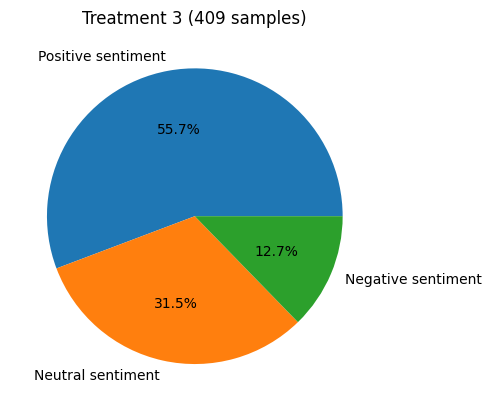 Treatment 3 (409 samples)
Positive sentiment
55.7%
12.7%
Negative sentiment
31.5%
Neutral sentiment